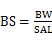 BS = BW/SAL